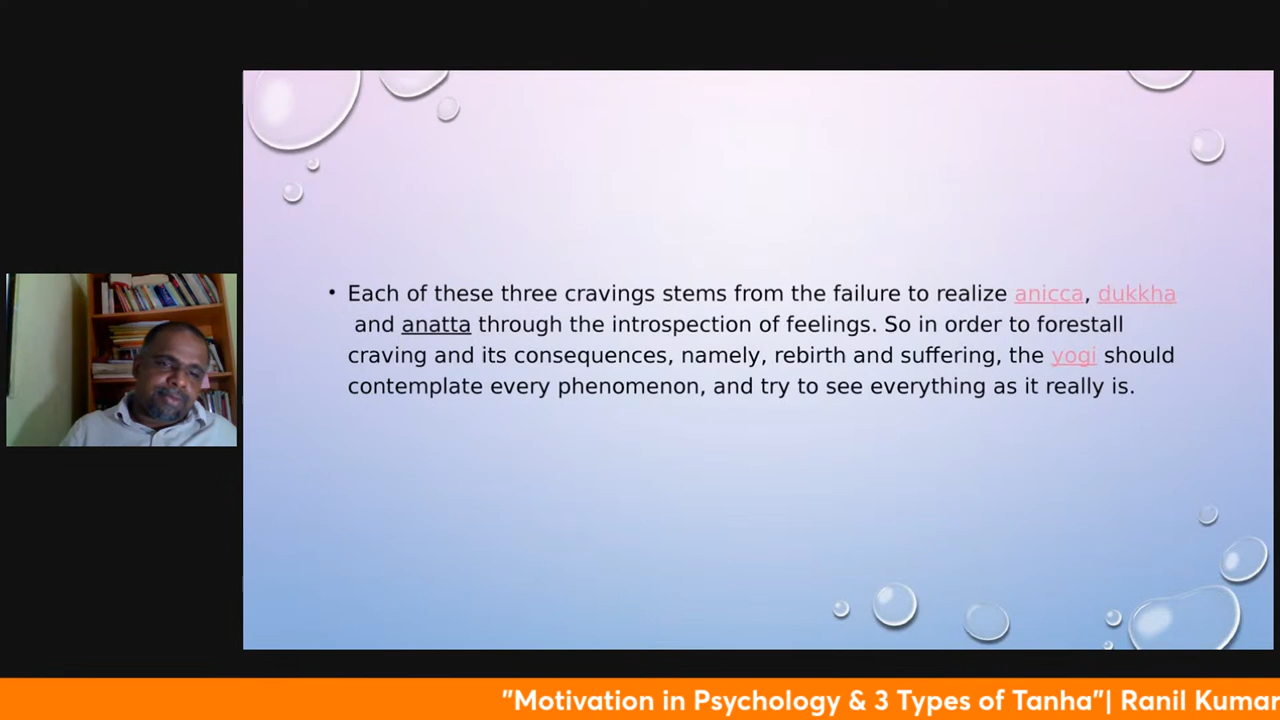 • Each of these three cravings stems from the failure to realize anicca, dukkha
and anatta through the introspection of feelings. So in order to forestall
craving and its consequences, namely, rebirth and suffering, the yogi should
contemplate every phenomenon, and try to see everything as it really is.
"Motivation in Psychology & 3 Types of Tanha"| Ranil Kumar